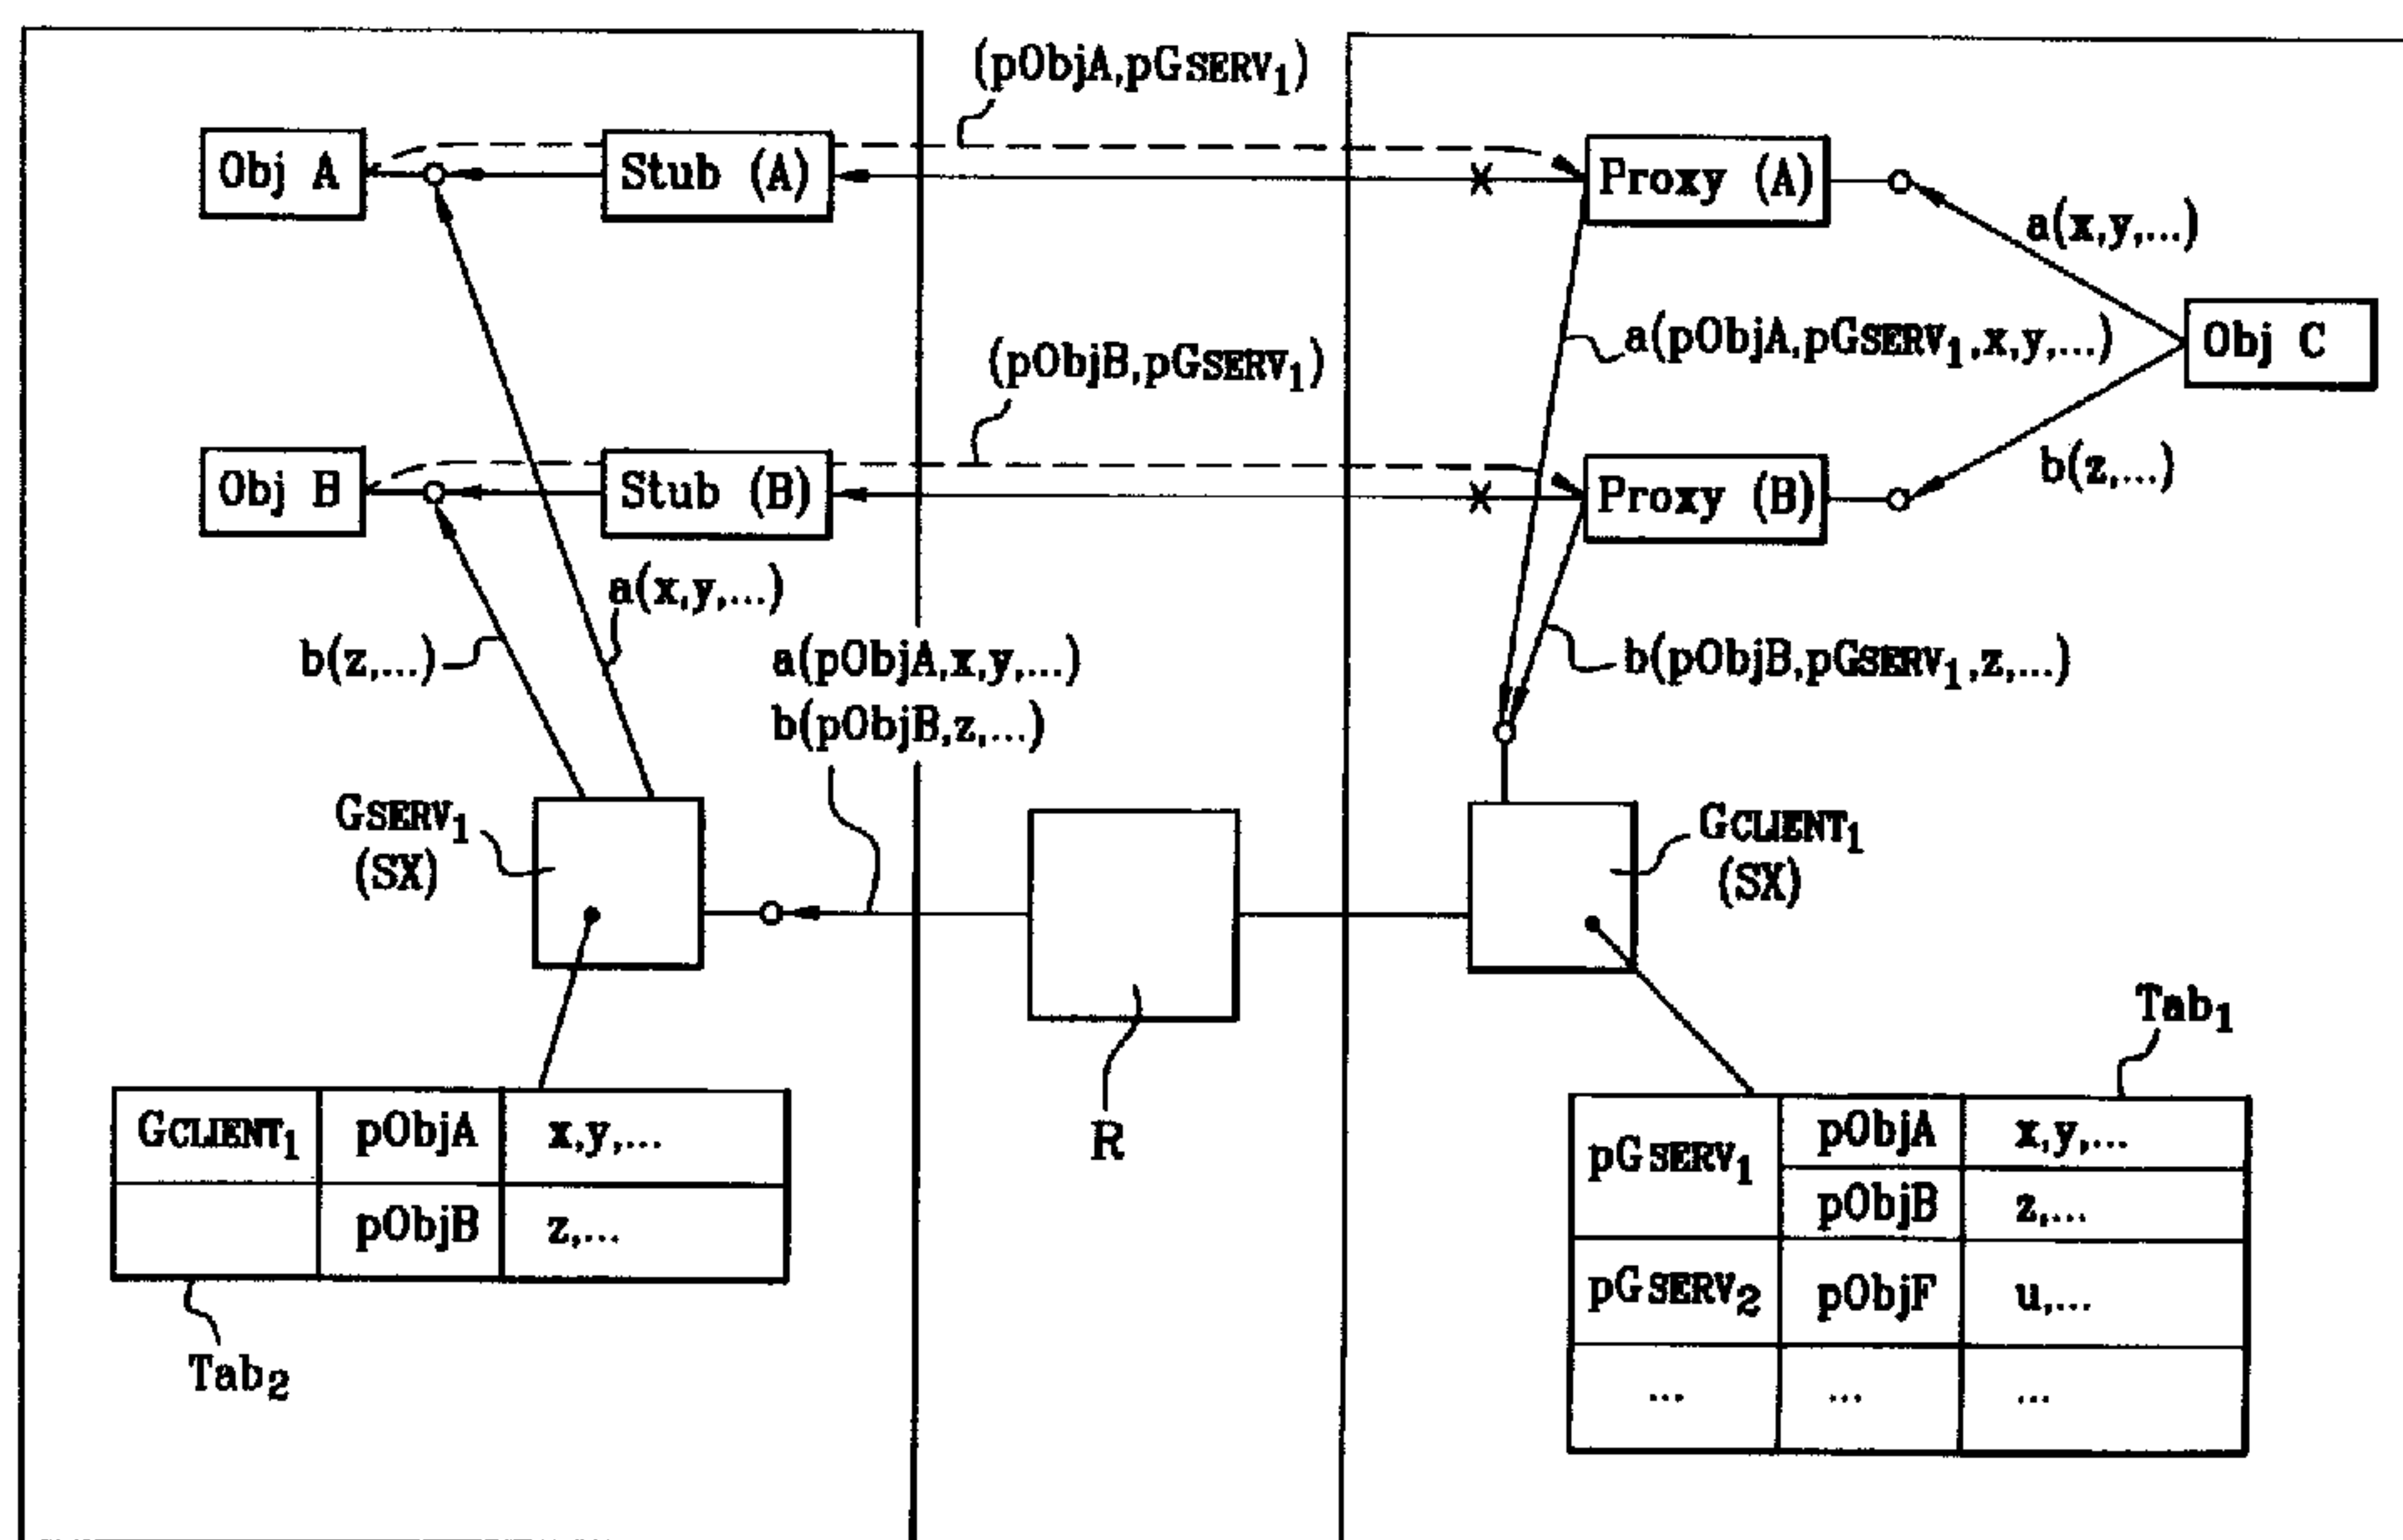 (pObjA,pGSERV₁)
Obj A
Stub (A)
Proxy (A)
a(x,y,...)
a(pObjA,pGSERV₁,x,y,...)
Obj C
(pObjB,pGSERV₁)
b(z,...)
Obj B
Stub (B)
Proxy (B)
a(x,y,...)
b(z,...)
a(pObjA,x,y,...)
b(pObjB,z,...)
b(pObjB,pGSERV₁,z,...)
GSERV₁
(SX)
GCLIENT₁
(SX)
R
Tab₁
GCLIENT₁ pObjA x,y,...
pObjB z,...
Tab₂
pGSERV₁ pObjA x,y,...
pObjB z,...
pGSERV₂ pObjF u,...
... ... ...